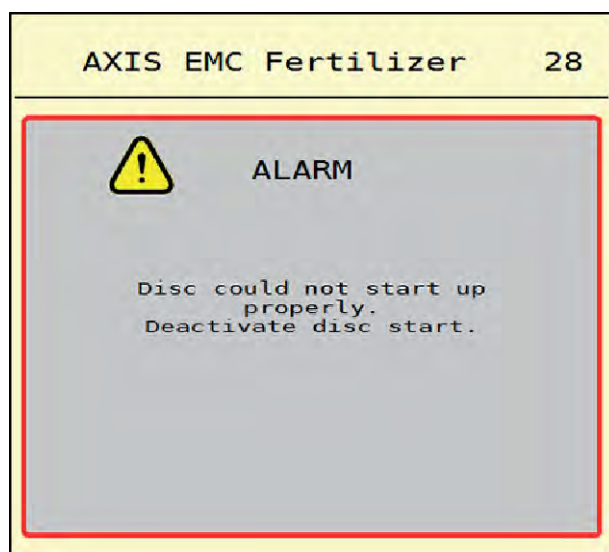 AXIS EMC Fertilizer 28
ALARM
Disc could not start up
properly.
Deactivate disc start.